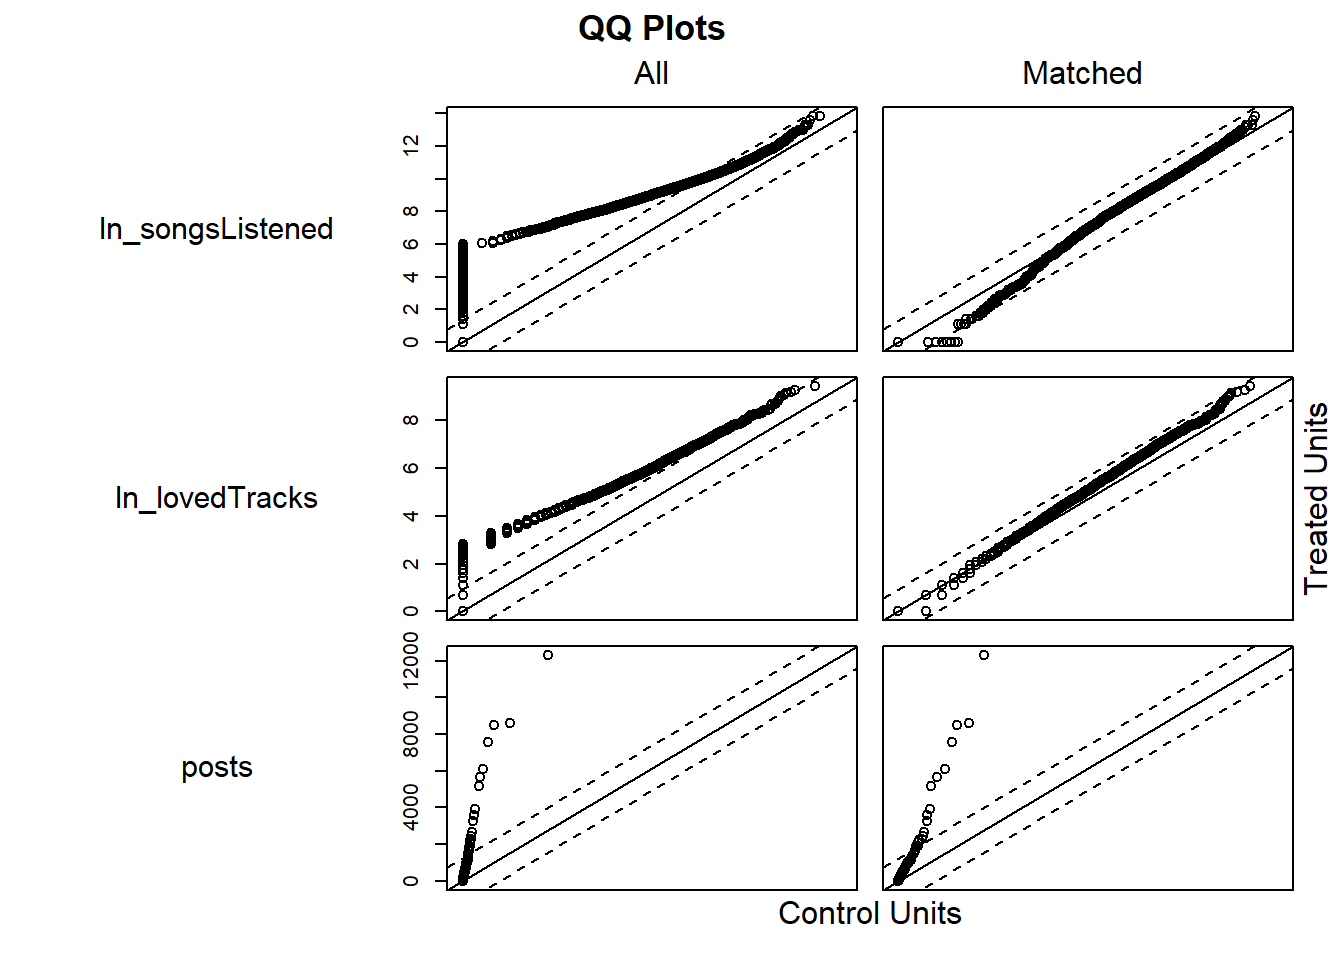 QQ Plots
All Matched
ln_songsListened
12
8
6
4
2
0
ln_lovedTracks
8
6
4
2
0
Treated Units
posts
12000
8000
4000
0
Control Units